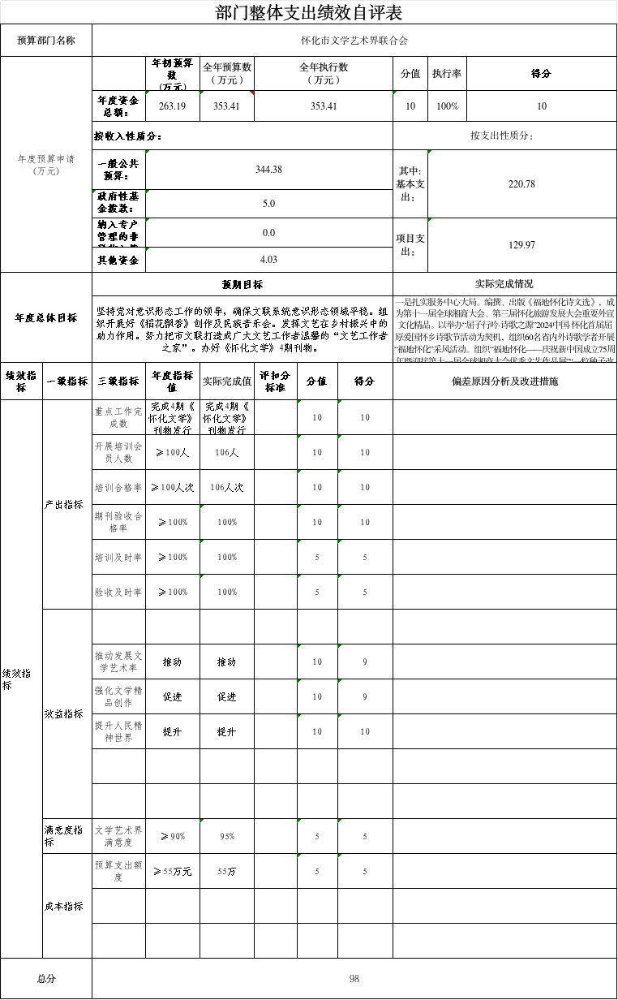 部门整体支出绩效自评表
预算部门名称
怀化市文学艺术界联合会
年度预算申请
(万元)
年初预算
数
(万元)
全年预算数
（万元）
全年执行数
（万元）
分值
执行率
得分
年度资金
总额：
263.19
353.41
353.41
10
100%
10
按收入性质分：
按支出性质分；
一般公共
预算：
344.38
其中:
基本支
出；
220.78
政府性基
金拨款：
5.0
纳入专户
管理的非
0.0
项目支
出；
129.97
其他资金
4.03
年度总体目标
预期目标
实际完成情况
坚持党对意识形态工作的领导，确保文联系统意识形态领域平稳。组
织开展好《稻花飘香》创作及民族音乐会。发挥文艺在乡村振兴中的
助力作用。努力把市文联打造成广大文艺工作者温馨的“文艺工作者
之家”。办好《怀化文学》4期刊物。
一是扎实服务中心大局。编撰、出版《福地怀化诗文选》，成
为第十一届全球湘商大会、第三届怀化旅游发展大会重要外宣
文化精品。以举办“屈子行吟·诗歌之源”2024中国·怀化首届屈
原爱国怀乡诗歌节活动为契机，组织60名省内外诗歌学者开展
“福地怀化”采风活动。组织“福地怀化——庆祝新中国成立75周
年暨迎接第十一届全球湘商大会优秀文艺作品展”“一粒种子改
绩效指
标
一级指标
三级指标
年度指标
值
实际完成值
评扣分
标准
分值
得分
偏差原因分析及改进措施
绩效指
标
产出指标
重点工作完
成数
完成4期《
怀化文学》
刊物发行
完成4期《
怀化文学》
刊物发行
10
10
开展培训会
员人数
≥100人
106人
10
10
培训合格率
≥100人次
106人次
10
10
期刊验收合
格率
≥100%
100%
10
10
培训及时率
≥100%
100%
5
5
验收及时率
≥100%
100%
5
5
效益指标
推动发展文
学艺术率
推动
推动
10
9
强化文学精
品创作
促进
促进
10
9
提升人民精
神世界
提升
提升
10
10
满意度指
标
文学艺术界
满意度
≥90%
95%
5
5
成本指标
预算支出额
度
≥55万元
55万
5
5
总分
98